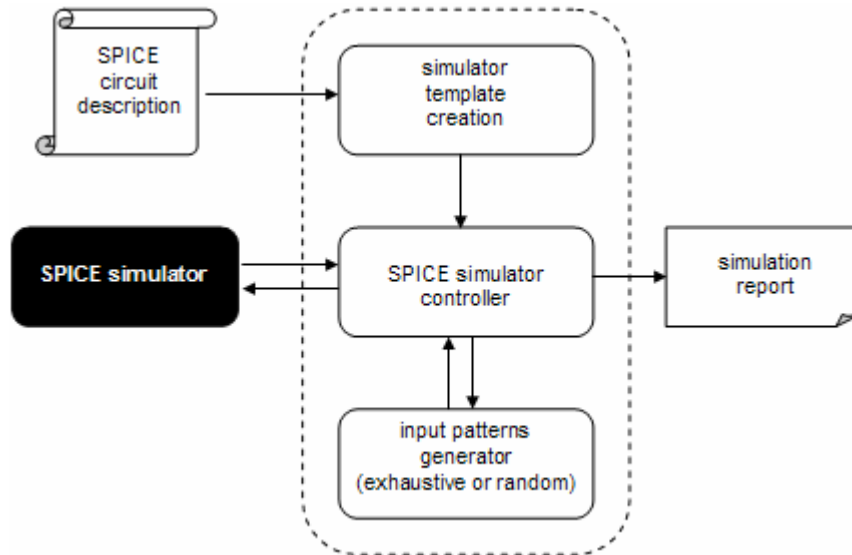 SPICE
circuit
description
simulator
template
creation
SPICE simulator
SPICE simulator
controller
simulation
report
input patterns
generator
(exhaustive or random)